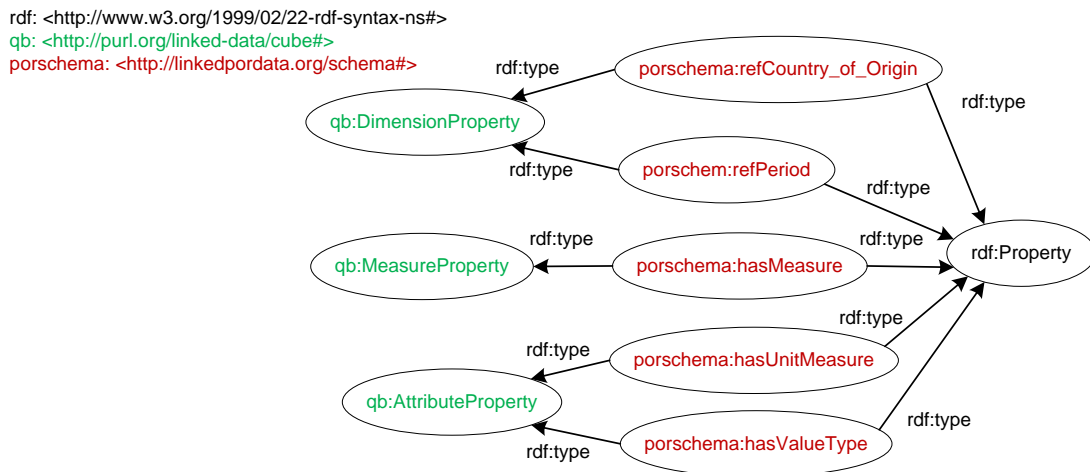 rdf: <http://www.w3.org/1999/02/22-rdf-syntax-ns#>
qb: <http://purl.org/linked-data/cube#>
porschema: <http://linkedpordata.org/schema#>
rdf:type
porschema:refCountry_of_Origin
rdf:type
qb:DimensionProperty
rdf:type
porschem:refPeriod
rdf:type
rdf:type
rdf:type
qb:MeasureProperty
porschema:hasMeasure
rdf:Property
rdf:type
rdf:type
porschema:hasUnitMeasure
qb:AttributeProperty
rdf:type
rdf:type
porschema:hasValueType